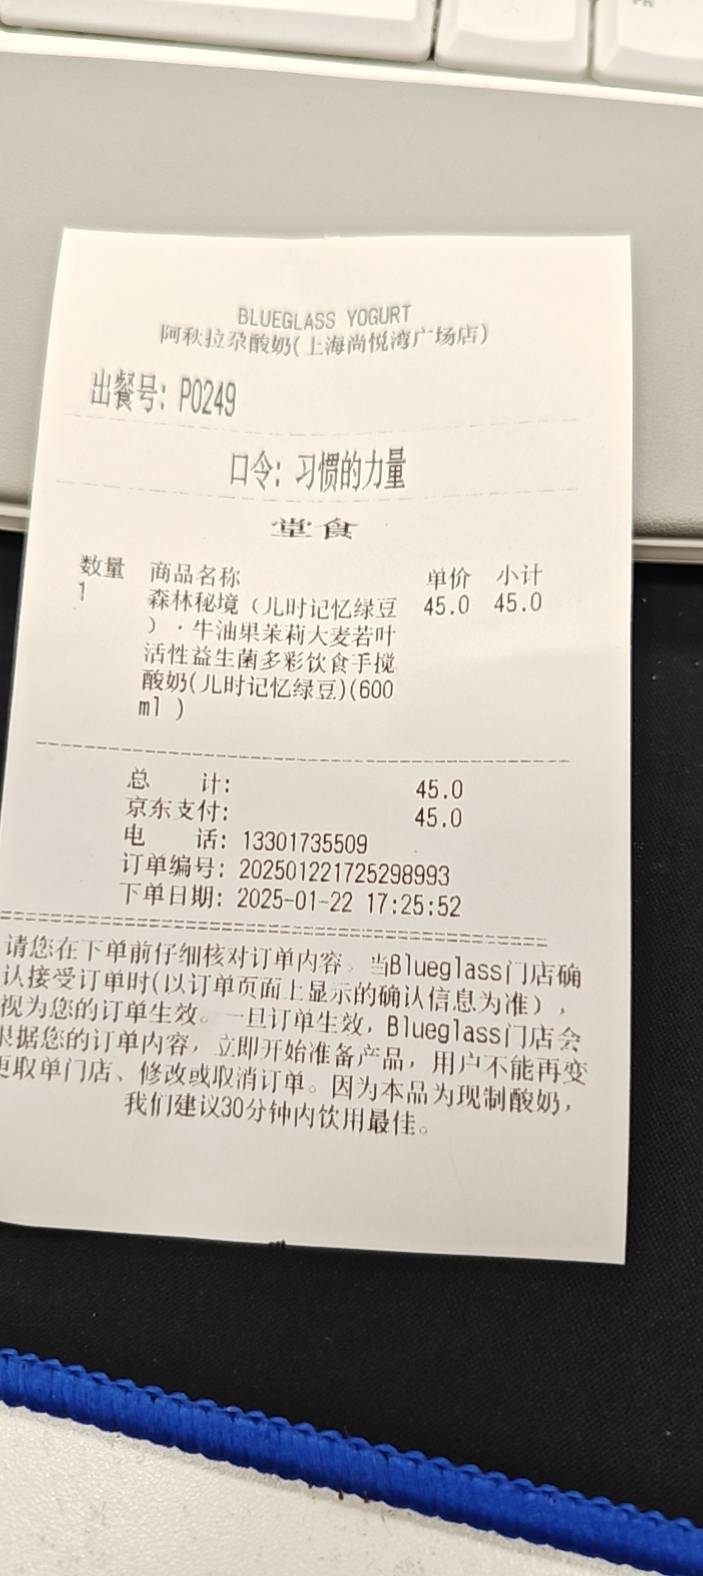 BLUEGLASS YOGURT
阿秋拉尕酸奶(上海尚悦湾广场店)
出餐号: P0249
口令: 习惯的力量
堂食
数量 商品名称 单价 小计
1 森林秘境（儿时记忆绿豆 45.0 45.0
）·牛油果茉莉大麦若叶
活性益生菌多彩饮食手搅
酸奶(儿时记忆绿豆)(600
ml )
总 计: 45.0
京东支付: 45.0
电 话: 13301735509
订单编号: 202501221725298993
下单日期: 2025-01-22 17:25:52
请您在下单前仔细核对订单内容。当Blueglass门店确
认接受订单时(以订单页面上显示的确认信息为准），
视为您的订单生效。一旦订单生效，Blueglass门店会
根据您的订单内容，立即开始准备产品，用户不能再变
更取单门店、修改或取消订单。因为本品为现制酸奶，
我们建议30分钟内饮用最佳。